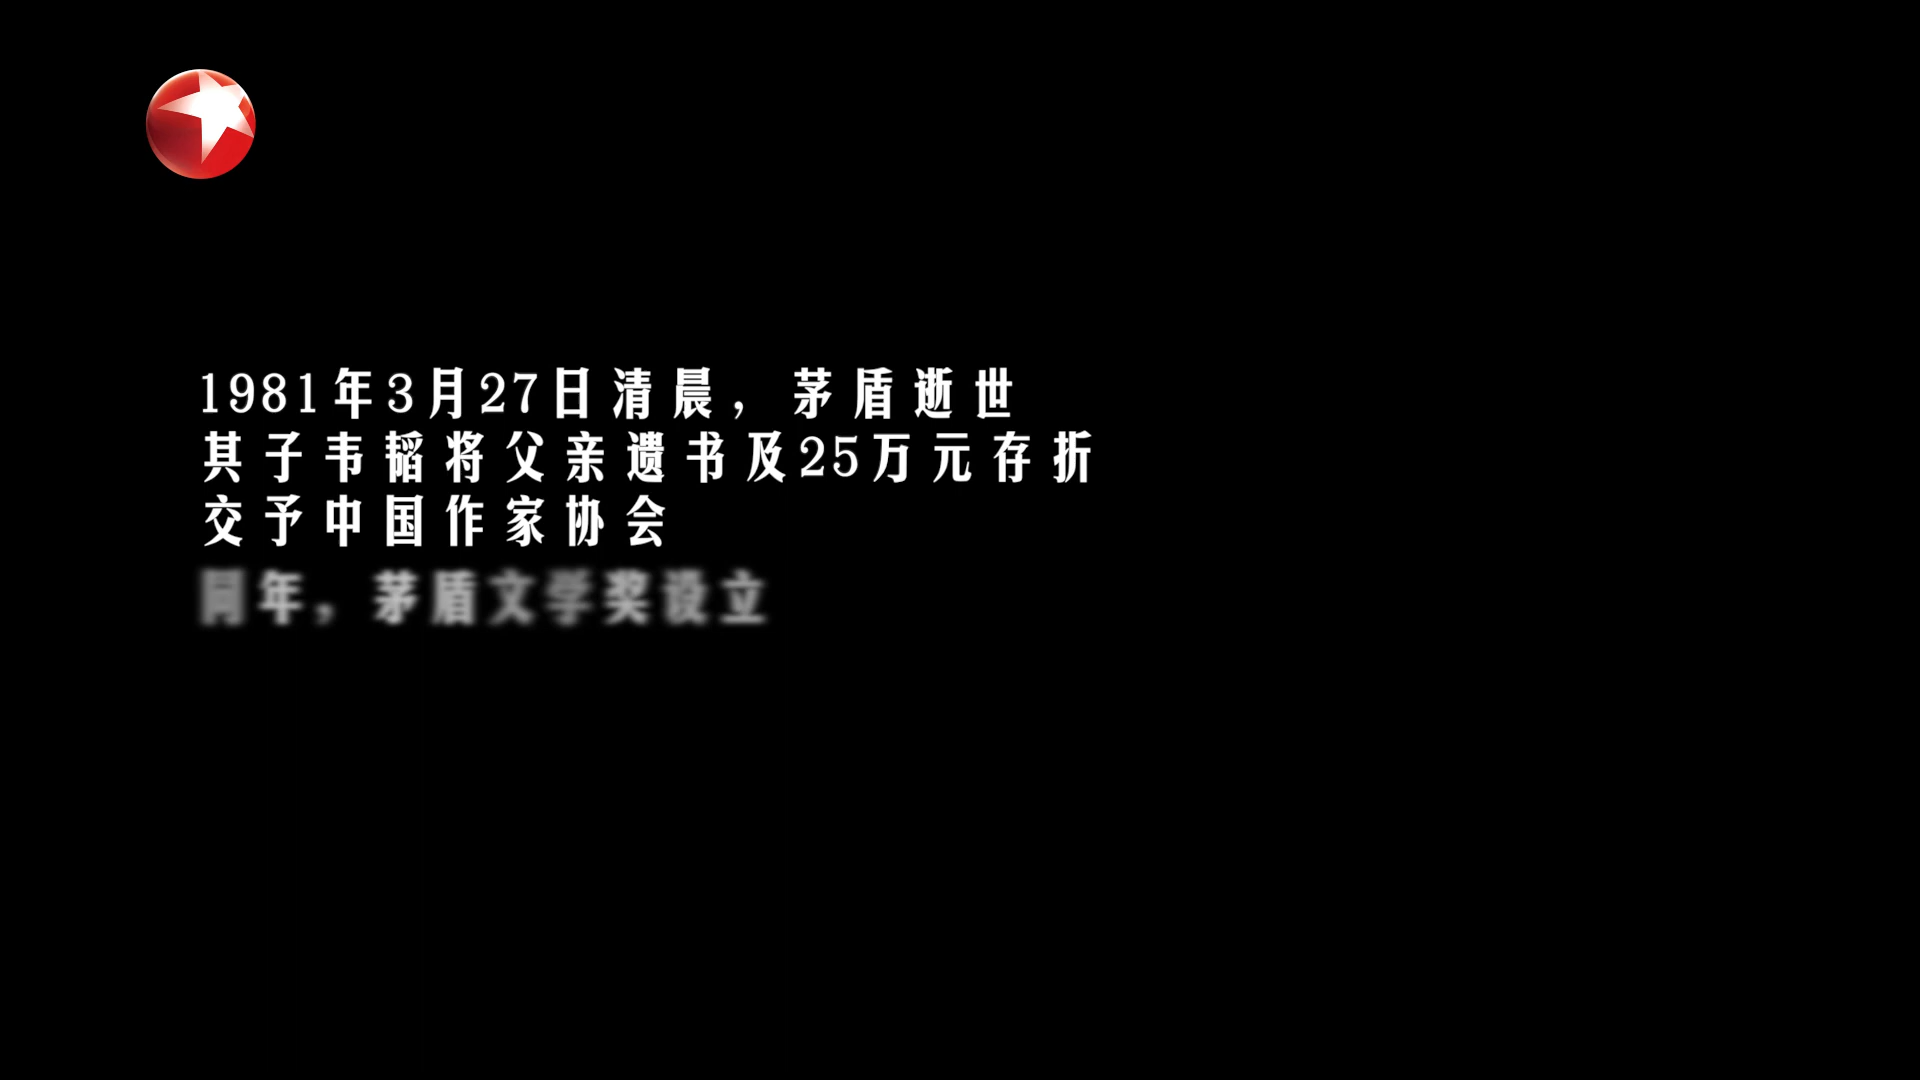 1981年3月27日清晨，茅盾逝世
其子韦韬将父亲遗书及25万元存折
交予中国作家协会
同年，茅盾文学奖设立